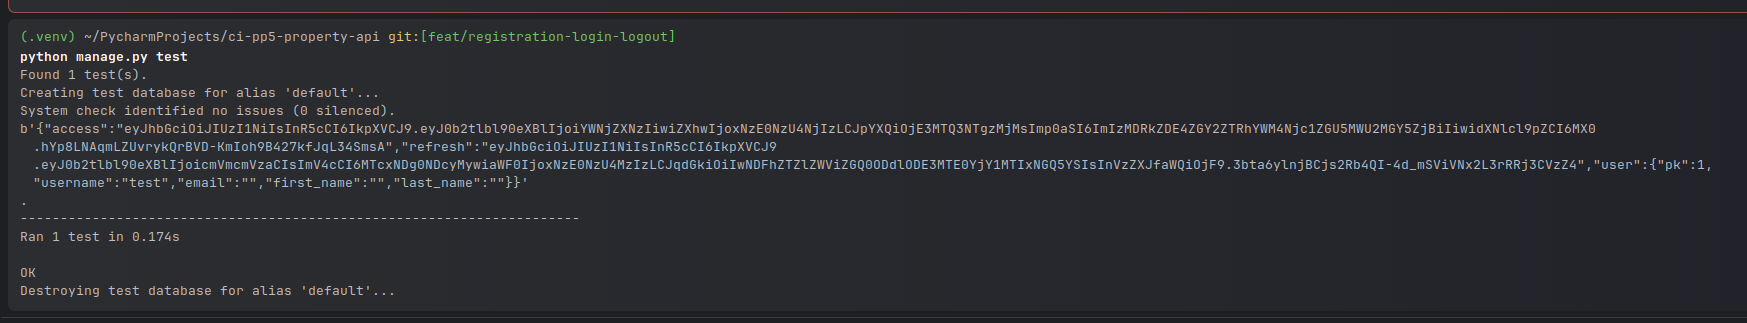 (.venv) ~/PycharmProjects/ci-pp5-property-api git:[feat/registration-login-logout]
python manage.py test
Found 1 test(s).
Creating test database for alias 'default'...
System check identified no issues (0 silenced).
b'{"access":"eyJhbGciOiJIUzI1NiIsInR5cCI6IkpXVCJ9.eyJ0b2tlbl90eXBlIjoiYWNjZXNzIiwiZXhwIjoxNzE0NzU4NjIzLCJpYXQiOjE3MTQ3NTgzMjMsImp0aSI6ImIzMDRkZDE4ZGY2ZTRhYWM4Njc1ZGU5MWU2MGY5ZjBiIiwidXNlcl9pZCI6MX0
.hYp8LNAqmLZUvrykQrBVD-KmIoh9B427kfJqL34SmsA","refresh":"eyJhbGciOiJIUzI1NiIsInR5cCI6IkpXVCJ9
.eyJ0b2tlbl90eXBlIjoicmVmcmVzaCIsImV4cCI6MTcxNDg0NDcyMywiaWF0IjoxNzE0NzU4MzIzLCJqdGkiOiIwNDFhZTZlZWViZGQ0ODdlODE3MTE0YjY1MTIxNGQ5YSIsInVzZXJfaWQiOjF9.3bta6ylnjBCjs2Rb4QI-4d_mSViVNx2L3rRRj3CVzZ4","user":{"pk":1,
"username":"test","email":"","first_name":"","last_name":""}}'
.
----------------------------------------------------------------------
Ran 1 test in 0.174s
OK
Destroying test database for alias 'default'...